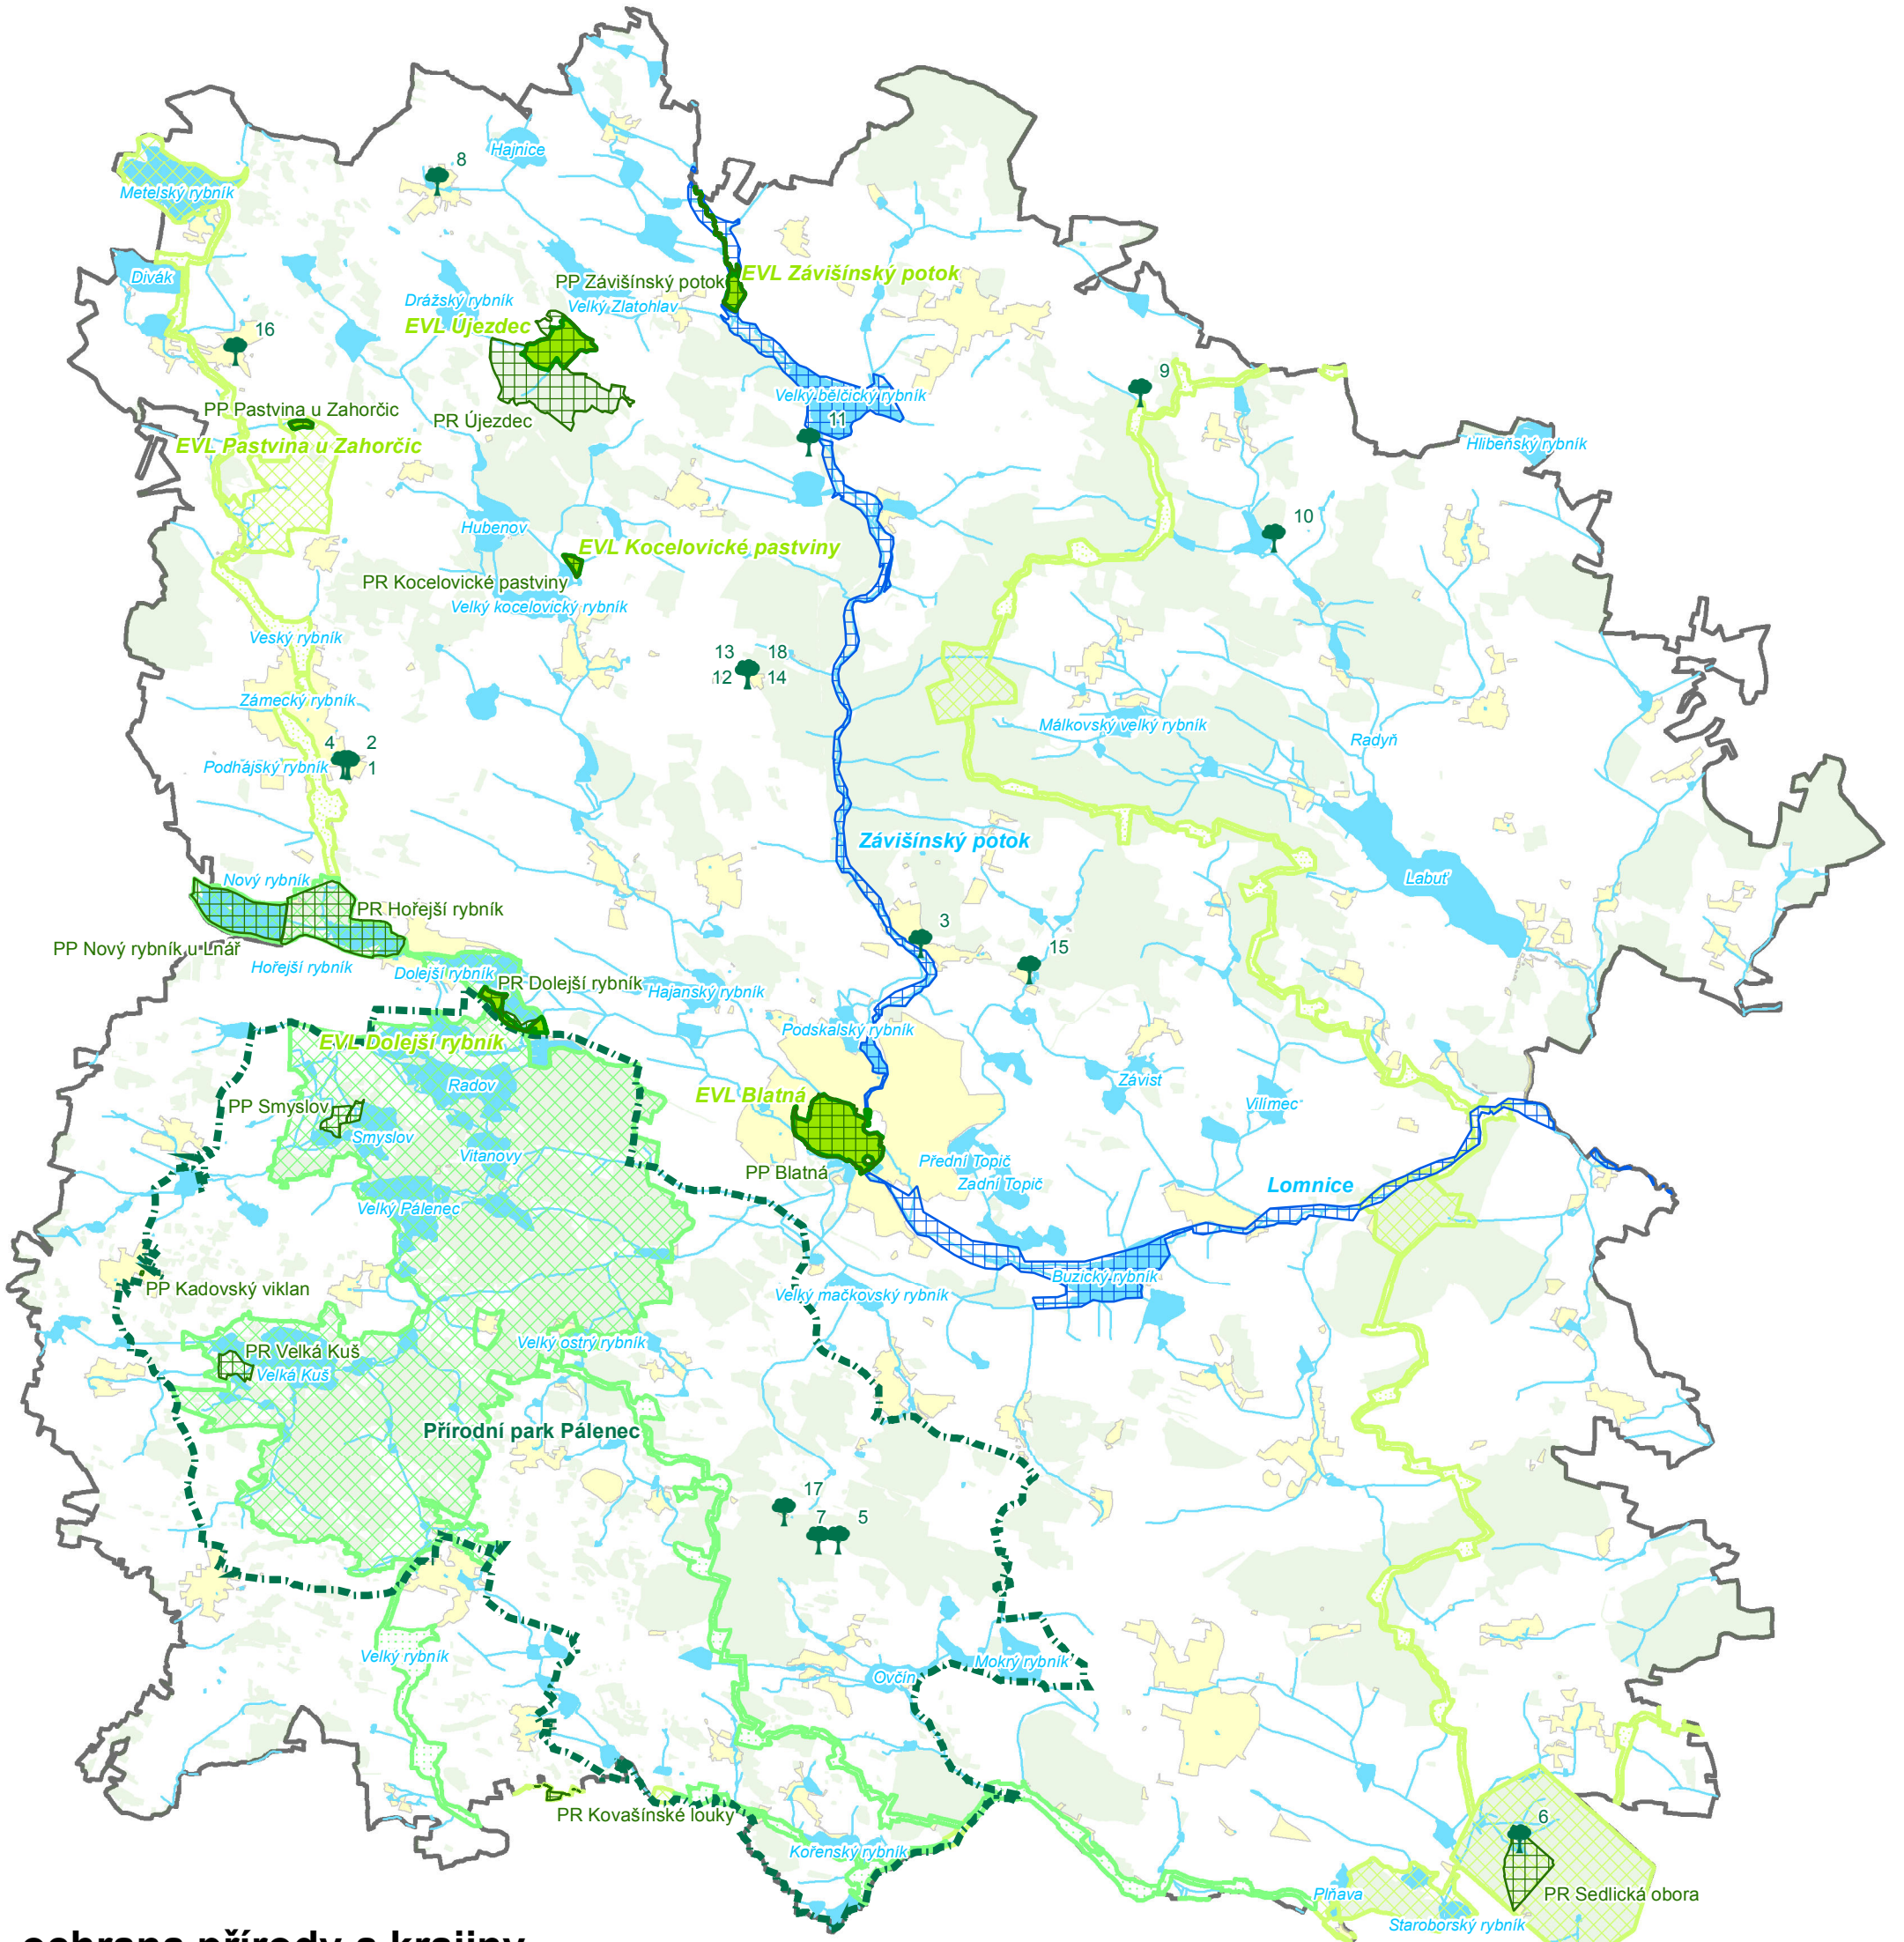 8
Hajnice
Metelský rybník
Divák
PP Závišínský potok
EVL Závišínský potok
Drážský rybník
Velký Zlatohlav
EVL Újezdec
16
9
Velký bělčický rybník
PP Pastvina u Zahorčic
PR Újezdec
11
EVL Pastvina u Zahorčic
Hlibeňský rybník
10
Hubenov
EVL Kocelovické pastviny
PR Kocelovické pastviny
Velký kocelovický rybník
Veský rybník
13
18
12
14
Zámecký rybník
Málkovský velký rybník
Radyň
4
2
Podhájský rybník
1
Závišínský potok
Labuť
Nový rybník
PR Hořejší rybník
3
PP Nový rybník u Lnář
15
Hořejší rybník
Dolejší rybník
PR Dolejší rybník
Hajanský rybník
Podskalský rybník
EVL Dolejší rybník
Radov
Závist
EVL Blatná
Vilímec
PP Smyslov
Smyslov
Vitanovy
Přední Topič
PP Blatná
Zadní Topič
Lomnice
Velký Pálenec
Buzický rybník
PP Kadovský viklan
Velký mačkovský rybník
Velký ostrý rybník
PR Velká Kuš
Velká Kuš
Přírodní park Pálenec
17
7
5
Velký rybník
Mokrý rybník
Ovčín
PR Kovašínské louky
6
Kořenský rybník
Plňava
PR Sedlická obora
Staroborský rybník
ochrana přírody a krajiny